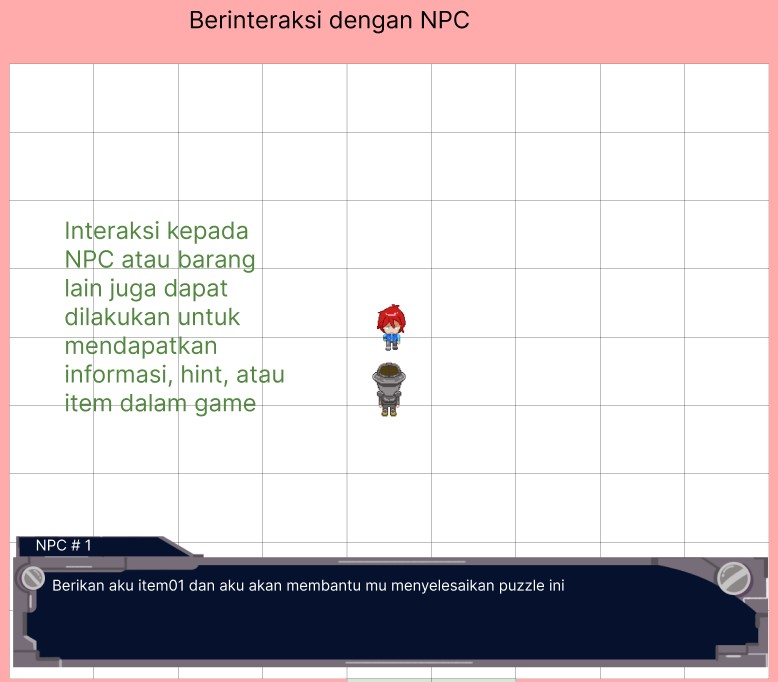 Berinteraksi dengan NPC
Interaksi kepada
NPC atau barang
lain juga dapat
dilakukan untuk
mendapatkan
informasi, hint, atau
item dalam game
NPC # 1
Berikan aku item01 dan aku akan membantu mu menyelesaikan puzzle ini